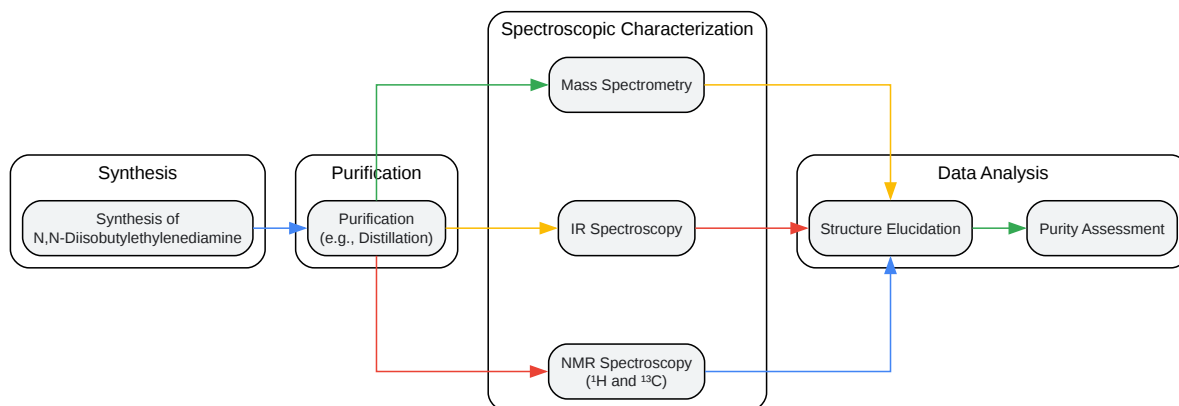 Spectroscopic Characterization
Mass Spectrometry
Synthesis
Synthesis of
N,N-Diisobutylethylenediamine
Purification
Purification
(e.g., Distillation)
IR Spectroscopy
NMR Spectroscopy
(¹H and ¹³C)
Data Analysis
Structure Elucidation
Purity Assessment